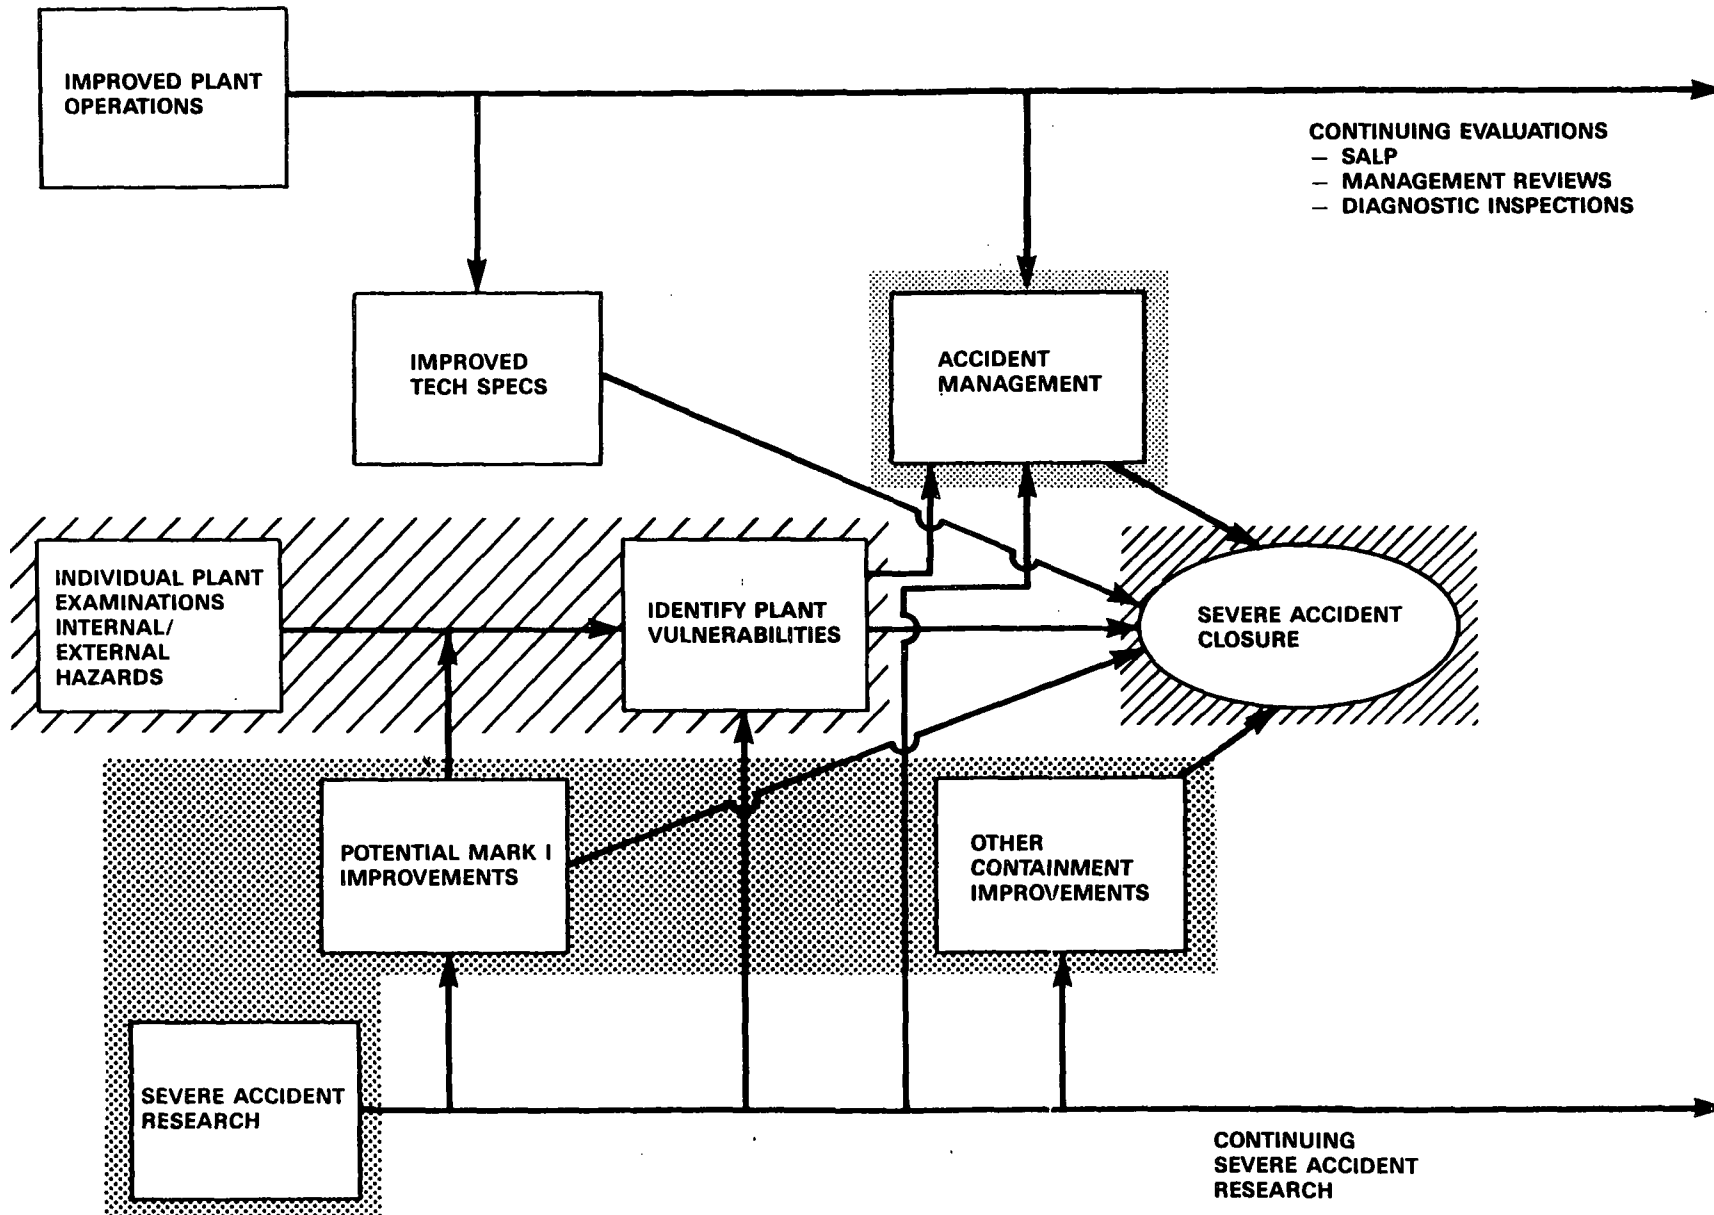 IMPROVED PLANT
OPERATIONS
CONTINUING EVALUATIONS
– SALP
– MANAGEMENT REVIEWS
– DIAGNOSTIC INSPECTIONS
IMPROVED
TECH SPECS
ACCIDENT
MANAGEMENT
INDIVIDUAL PLANT
EXAMINATIONS
INTERNAL/
EXTERNAL
HAZARDS
IDENTIFY PLANT
VULNERABILITIES
SEVERE ACCIDENT
CLOSURE
POTENTIAL MARK I
IMPROVEMENTS
OTHER
CONTAINMENT
IMPROVEMENTS
SEVERE ACCIDENT
RESEARCH
CONTINUING
SEVERE ACCIDENT
RESEARCH